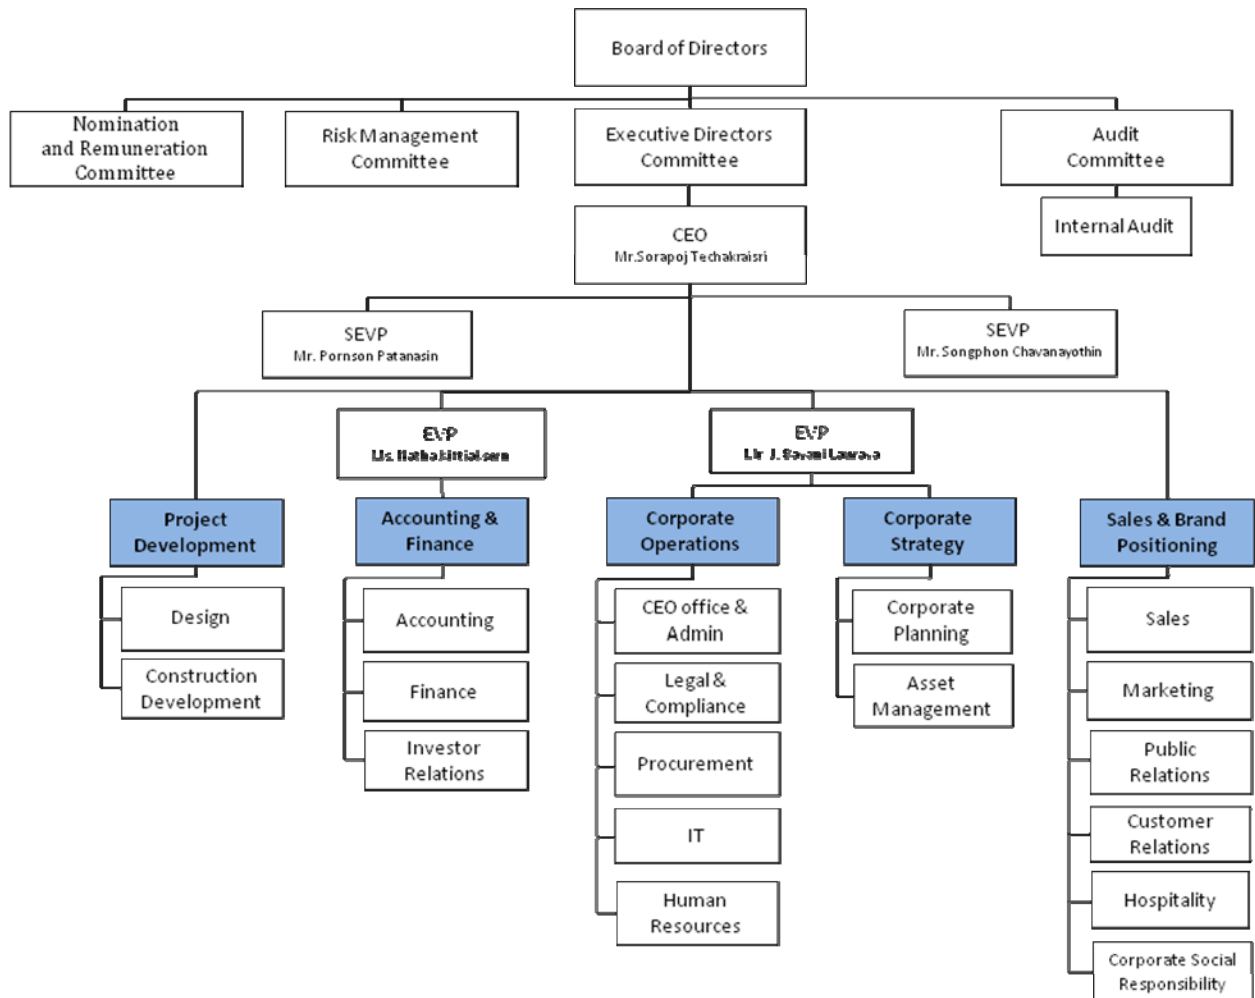 Board of Directors
Nomination
and Remuneration
Committee
Risk Management
Committee
Executive Directors
Committee
Audit
Committee
Internal Audit
CEO
Mr.Sorapoj Techakraisri
SEVP
Mr. Pornson Patanasin
SEVP
Mr. Songphon Chavanayothin
EVP
EVP
Project
Development
Accounting &
Finance
Corporate
Operations
Corporate
Strategy
Sales & Brand
Positioning
Design
Construction
Development
Accounting
Finance
Investor
Relations
CEO office &
Admin
Legal &
Compliance
Procurement
IT
Human
Resources
Corporate
Planning
Asset
Management
Sales
Marketing
Public
Relations
Customer
Relations
Hospitality
Corporate Social
Responsibility